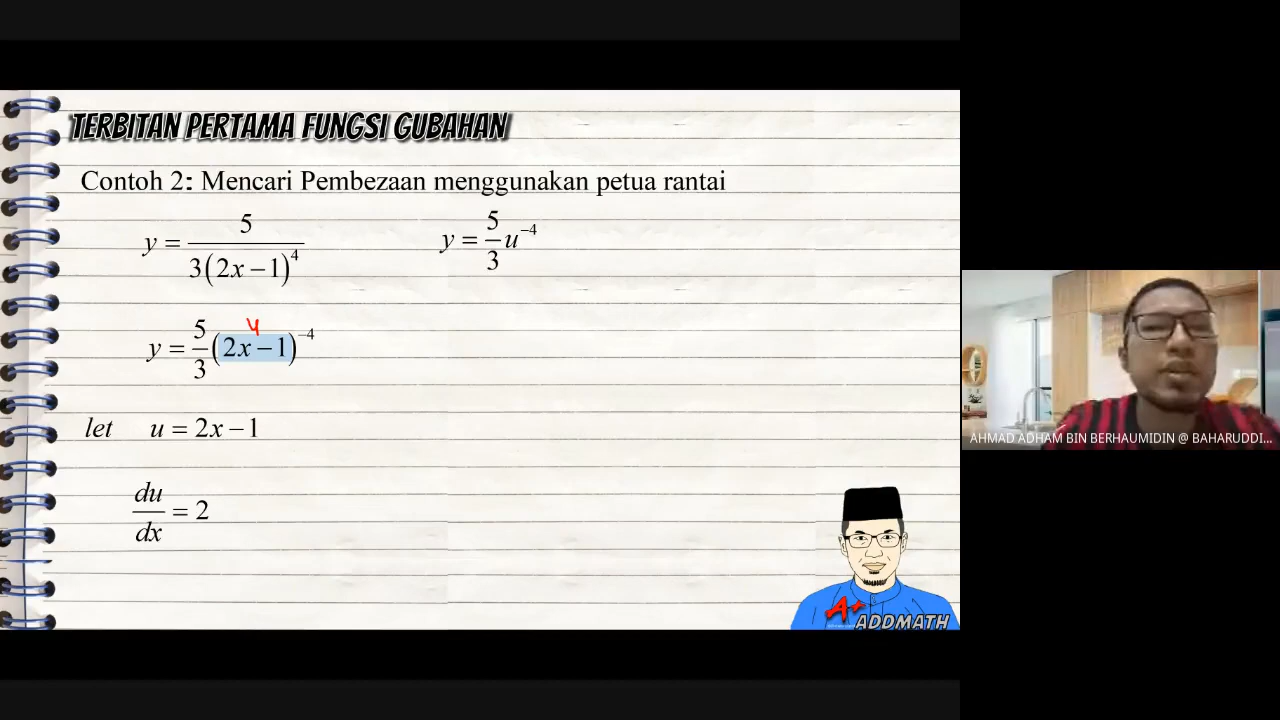 TERBITAN PERTAMA FUNGSI GUBAHAN
Contoh 2: Mencari Pembezaan menggunakan petua rantai
y = 5 / 3(2x − 1)^4
y = 5/3 u^−4
u
y = 5/3 (2x − 1)^−4
let u = 2x − 1
du/dx = 2
A+
ADDMATH
AHMAD ADHAM BIN BERHAUMIDIN @ BAHARUDDI...